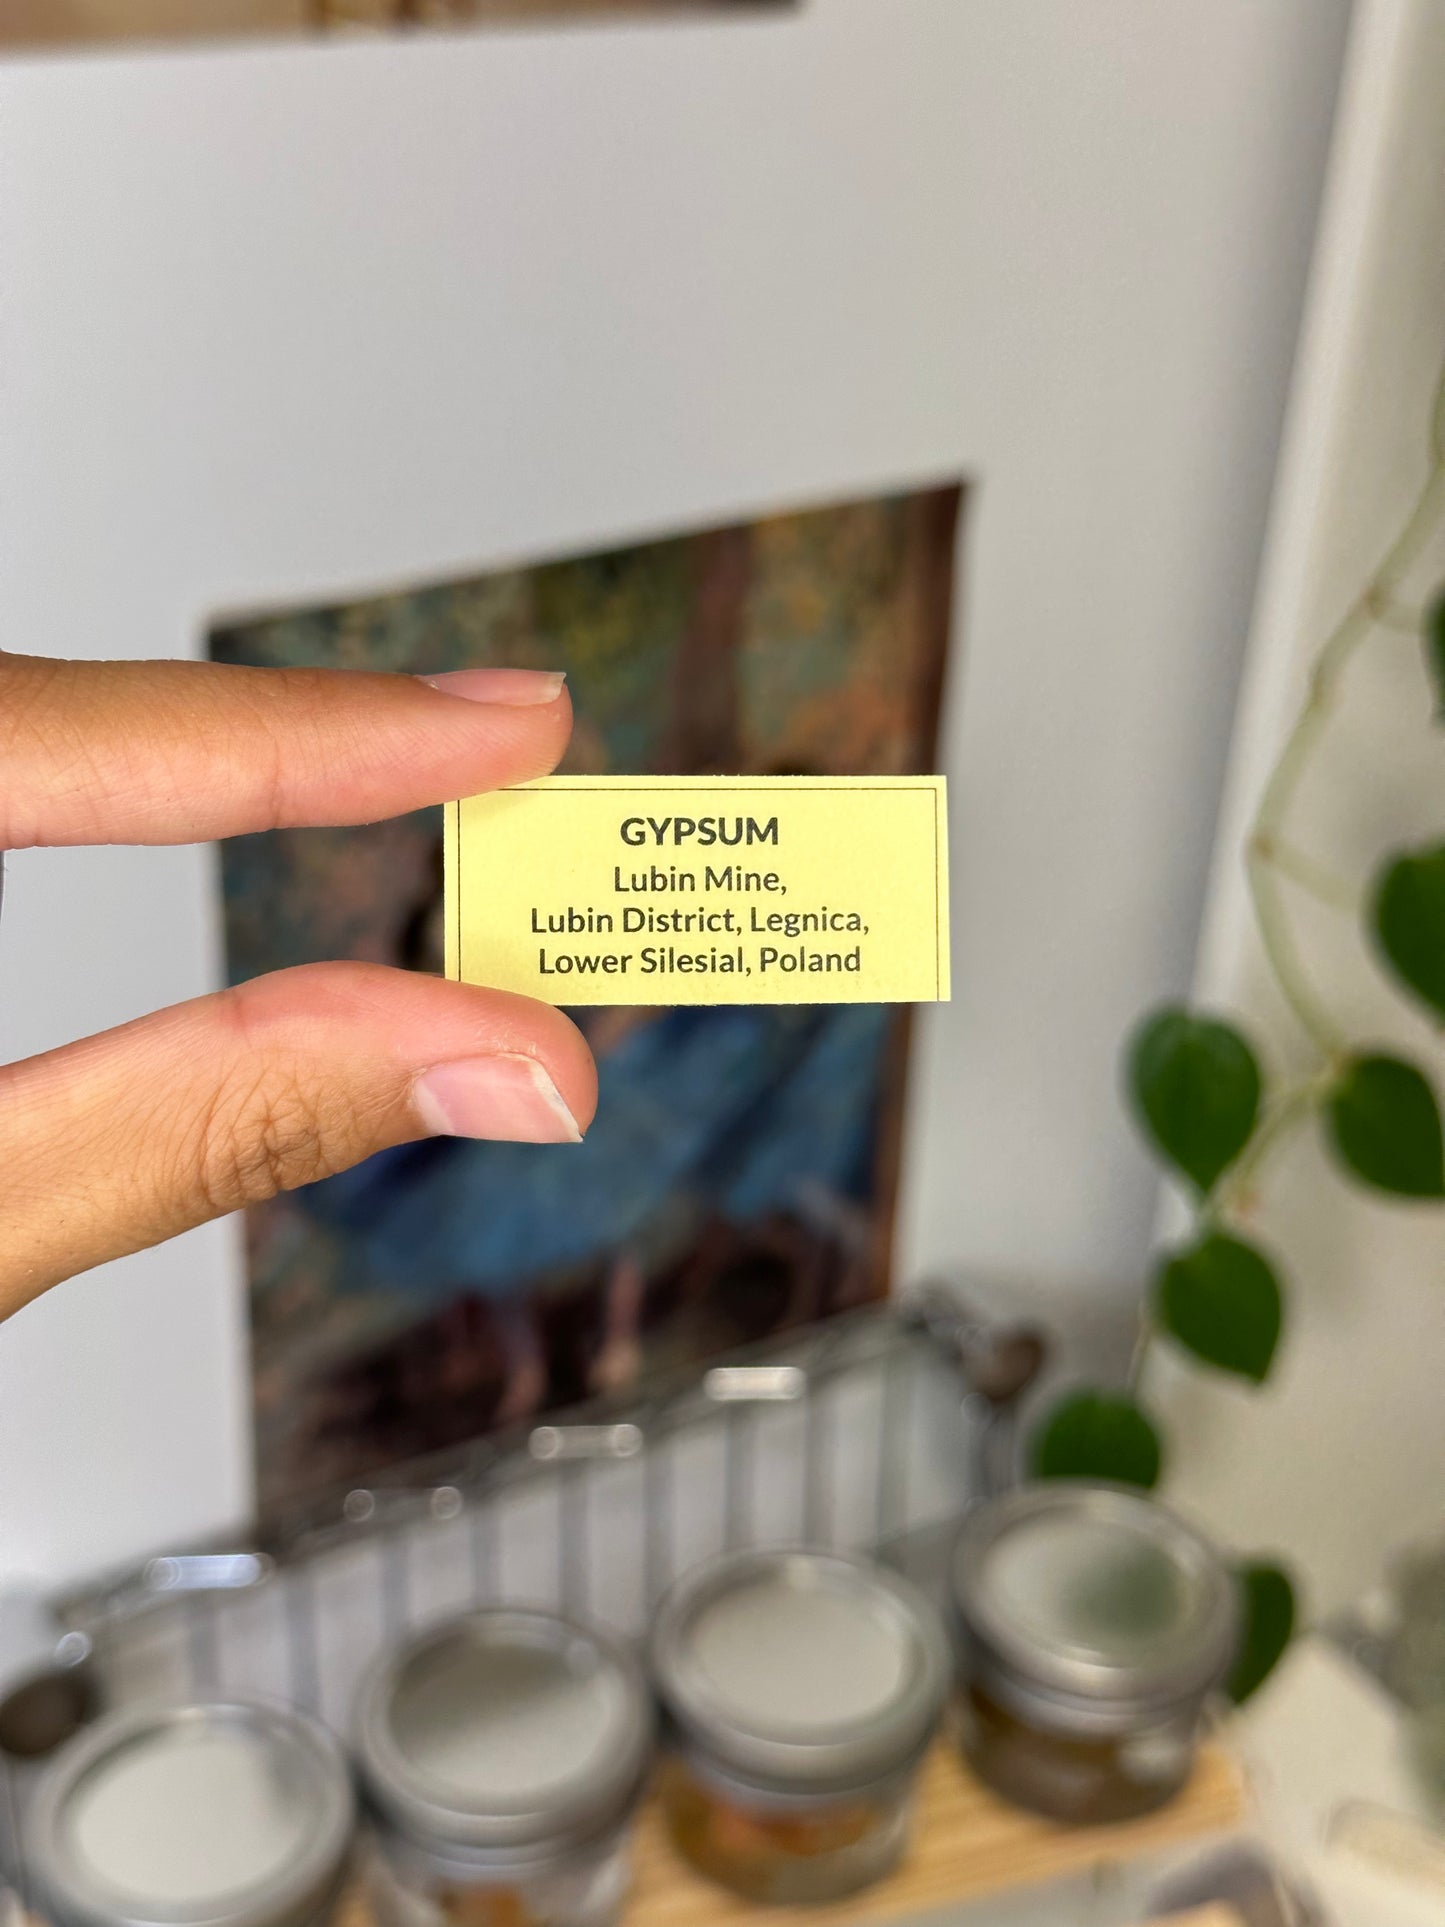 GYPSUM
Lubin Mine,
Lubin District, Legnica,
Lower Silesial, Poland